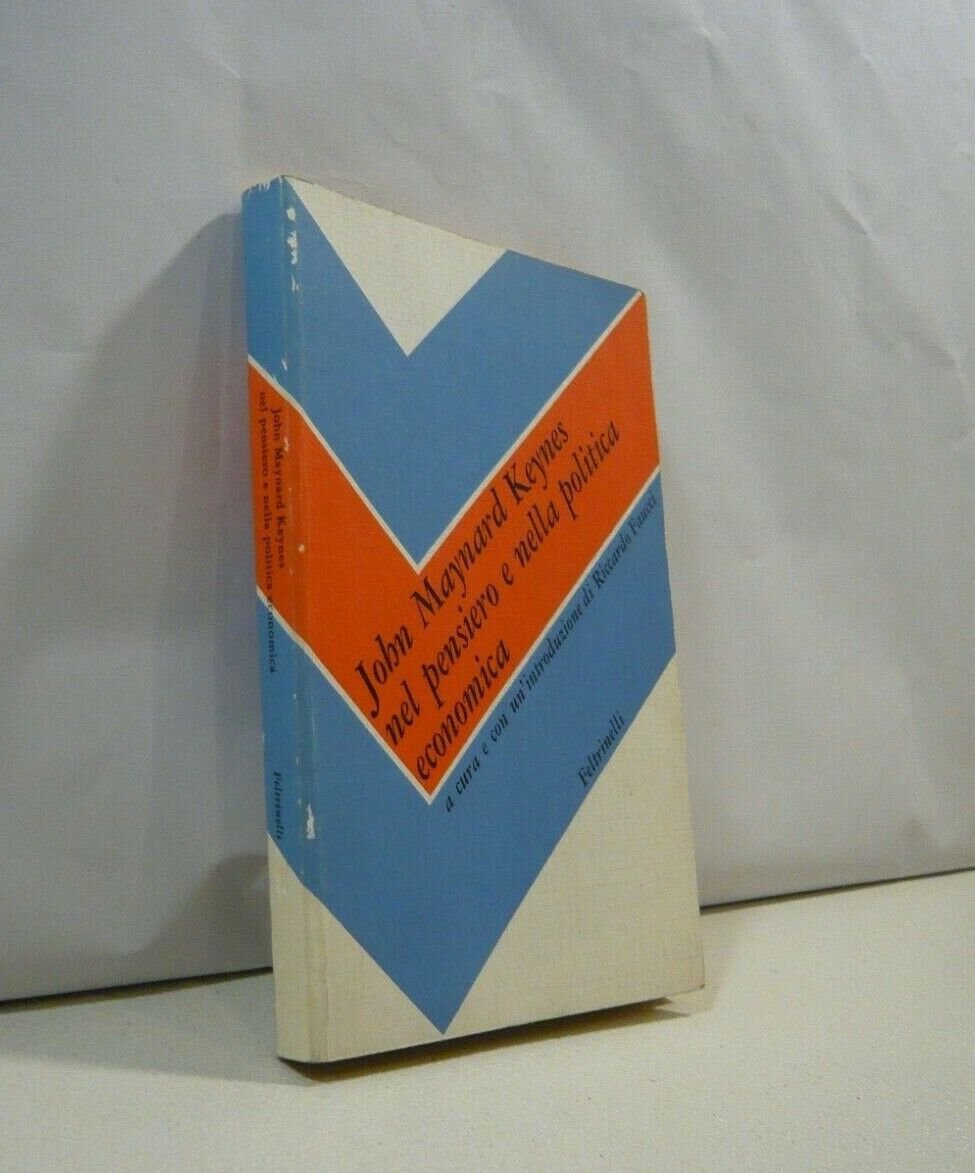 John Maynard Keynes
nel pensiero e nella politica economica
Feltrinelli
John Maynard Keynes
nel pensiero e nella politica
economica
a cura e con un'introduzione di Riccardo Faucci
Feltrinelli